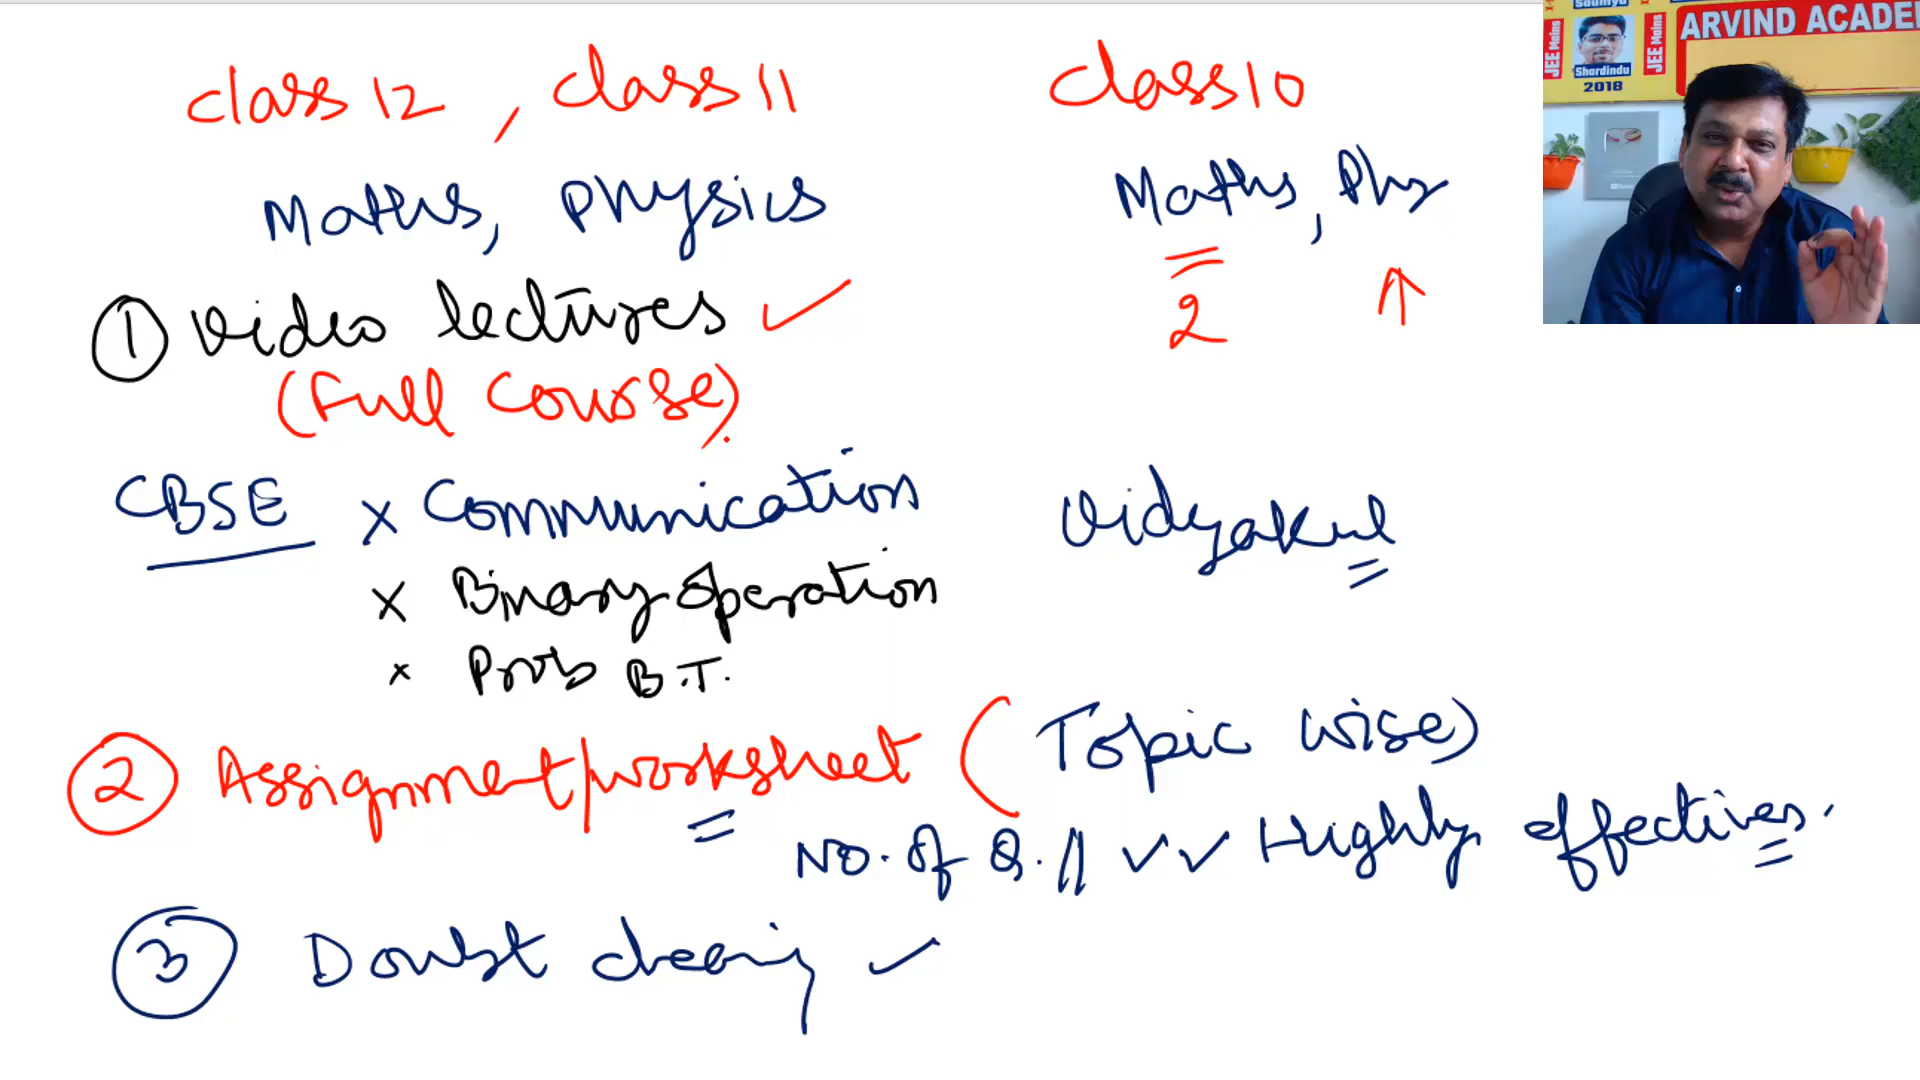 class 12 , class 11
class 10
Maths, Physics
Maths, Phy
2
① Video lectures ✓
(Full Course).
CBSE × Communication
× Binary operation
× Prob B.T.
Vidyakul
② Assignment/worksheet (Topic wise)
No. of Q. // ✓✓ Highly effectives.
③ Doubt clearing ✓
Saumya
JEE Mains
Shardindu
2018
JEE Mains
ARVIND ACADE